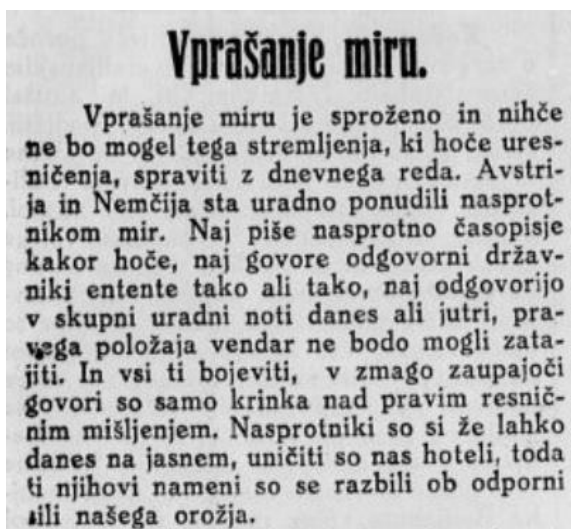 Vprašanje miru.
Vprašanje miru je sproženo in nihče
ne bo mogel tega stremljenja, ki hoče ures-
ničenja, spraviti z dnevnega reda. Avstri-
ja in Nemčija sta uradno ponudili nasprot-
nikom mir. Naj piše nasprotno časopisje
kakor hoče, naj govore odgovorni držav-
niki entente tako ali tako, naj odgovorijo
v skupni uradni noti danes ali jutri, pra-
vega položaja vendar ne bodo mogli zata-
jiti. In vsi ti bojeviti, v zmago zaupajoči
govori so samo krinka nad pravim resnič-
nim mišljenjem. Nasprotniki so si že lahko
danes na jasnem, uničiti so nas hoteli, toda
ti njihovi nameni so se razbili ob odporni
sili našega orožja.